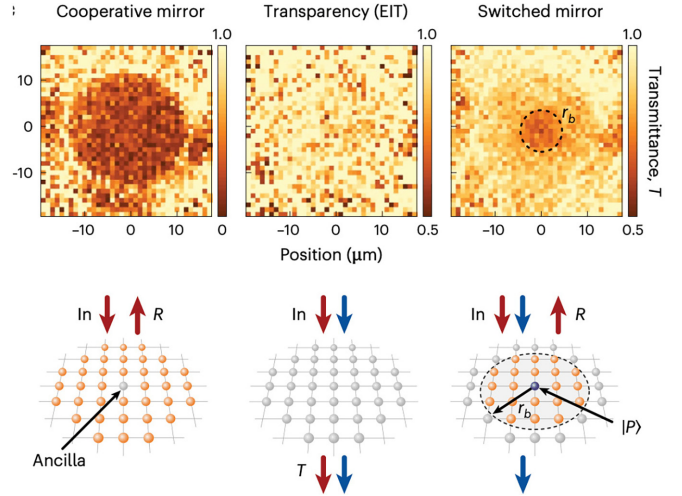 Cooperative mirror
Transparency (EIT)
Switched mirror
1.0
1.0
1.0
10
0
-10
r_b
Transmittance, T
0
0.5
0.5
−10 0 10
−10 0 10
−10 0 10
Position (μm)
In R
In
In R
r_b
|P⟩
Ancilla
T